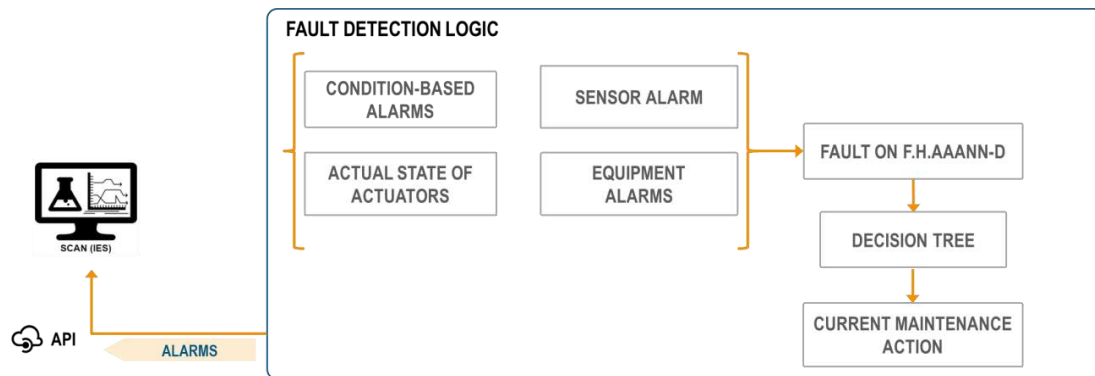 FAULT DETECTION LOGIC
CONDITION-BASED
ALARMS
SENSOR ALARM
ACTUAL STATE OF
ACTUATORS
EQUIPMENT
ALARMS
FAULT ON F.H.AAANN-D
DECISION TREE
CURRENT MAINTENANCE
ACTION
SCAN (IES)
API
ALARMS